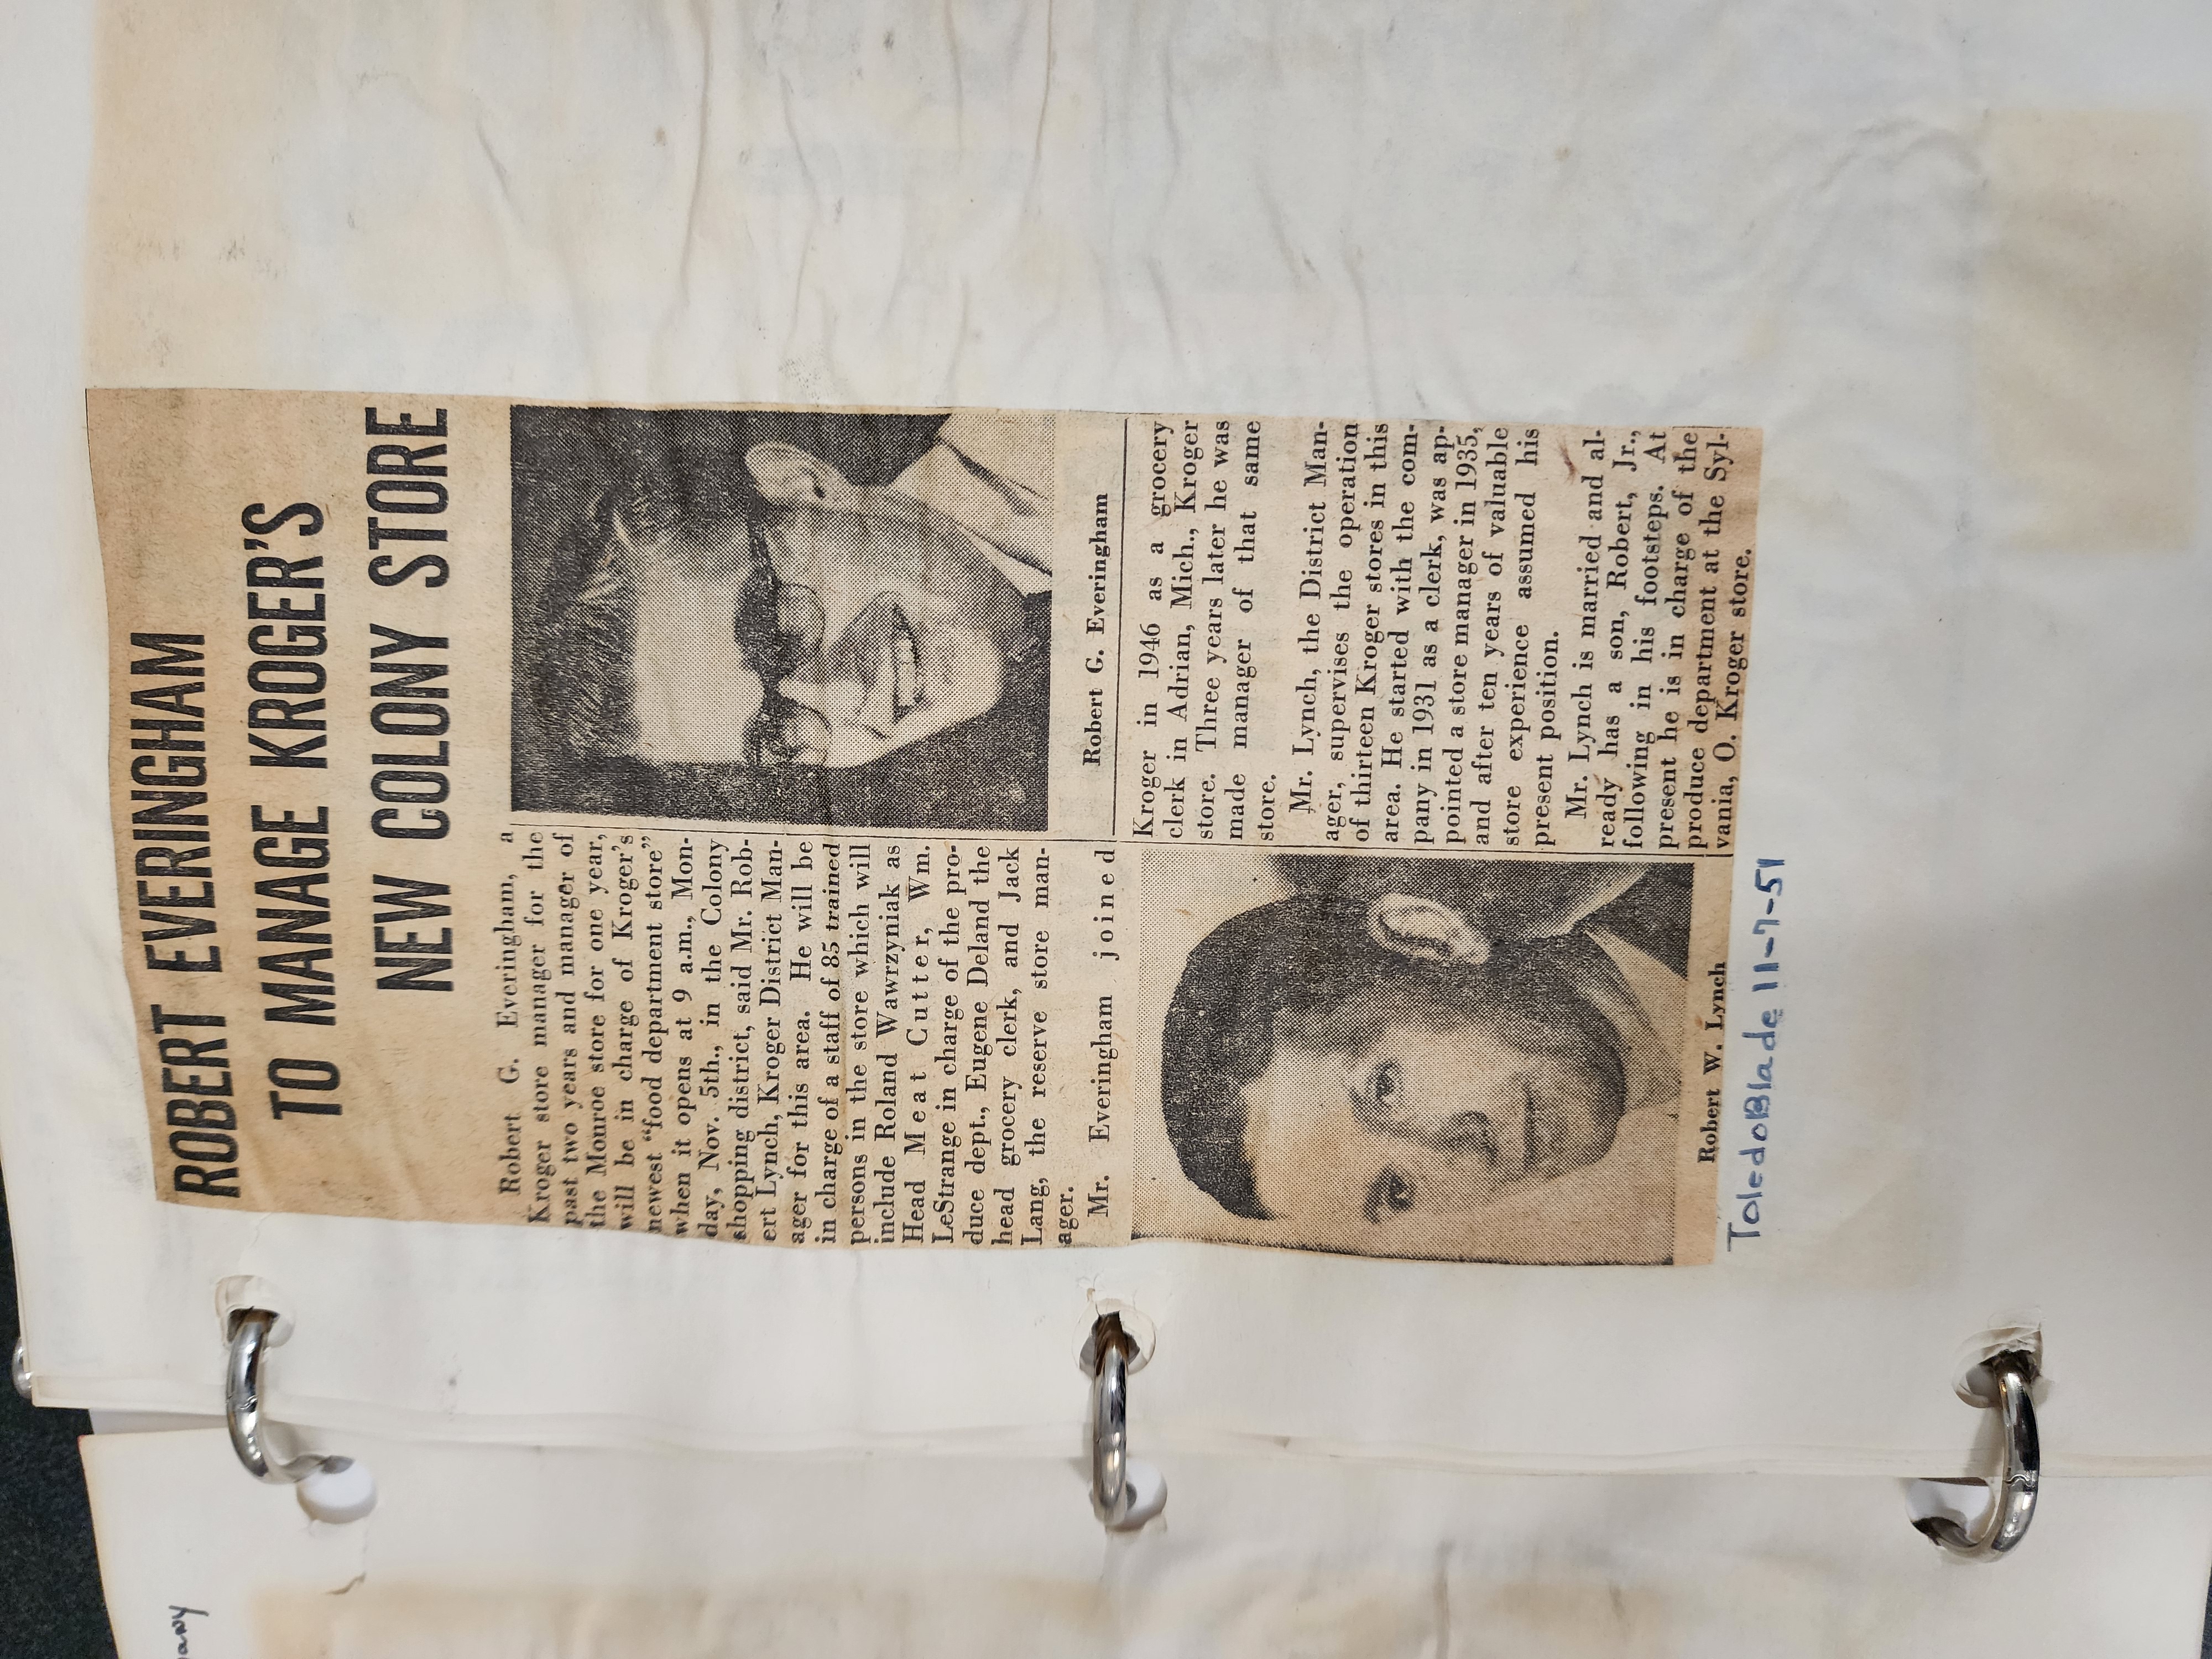 ROBERT EVERINGHAM
TO MANAGE KROGER'S
NEW COLONY STORE
Robert G. Everingham, a
Kroger store manager for the
past two years and manager of
the Monroe store for one year,
will be in charge of Kroger's
newest "food department store"
when it opens at 9 a.m., Mon-
day, Nov. 5th., in the Colony
shopping district, said Mr. Rob-
ert Lynch, Kroger District Man-
ager for this area. He will be
in charge of a staff of 85 trained
persons in the store which will
include Roland Wawrzyniak as
Head Meat Cutter, Wm.
LeStrange in charge of the pro-
duce dept., Eugene Deland the
head grocery clerk, and Jack
Lang, the reserve store man-
ager.
Mr. Everingham joined
Robert W. Lynch
Robert G. Everingham
Kroger in 1946 as a grocery
clerk in Adrian, Mich., Kroger
store. Three years later he was
made manager of that same
store.
Mr. Lynch, the District Man-
ager, supervises the operation
of thirteen Kroger stores in this
area. He started with the com-
pany in 1931 as a clerk, was ap-
pointed a store manager in 1935,
and after ten years of valuable
store experience assumed his
present position.
Mr. Lynch is married and al-
ready has a son, Robert, Jr.,
following in his footsteps. At
present he is in charge of the
produce department at the Syl-
vania, O. Kroger store.
Toledo Blade 11-7-51